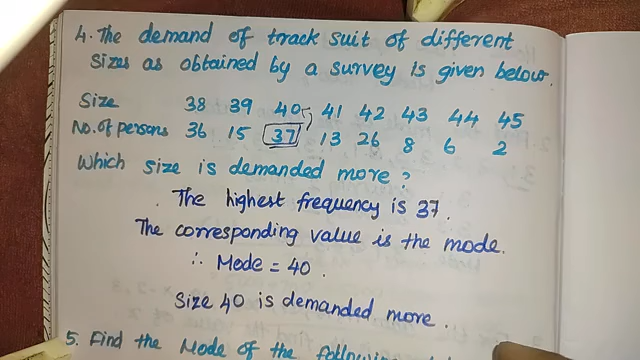 4. The demand of track suit of different
sizes as obtained by a survey is given below.
Size 38 39 40 41 42 43 44 45
No. of persons 36 15 37 13 26 8 6 2
Which size is demanded more?
The highest frequency is 37.
The corresponding value is the mode.
∴ Mode = 40.
Size 40 is demanded more.
5. Find the Mode of the following